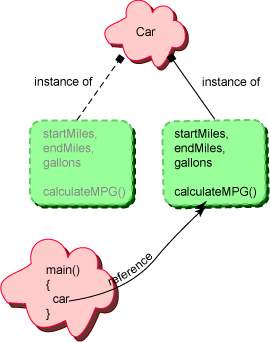 Car
instance of
instance of
startMiles,
endMiles,
gallons
calculateMPG()
startMiles,
endMiles,
gallons
calculateMPG()
main()
{
car
}
reference